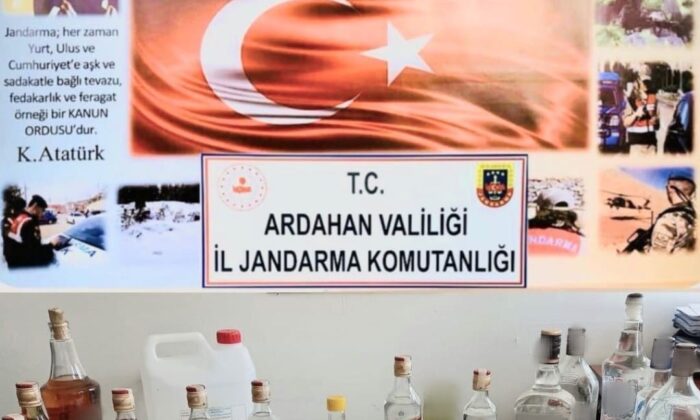 Jandarma; her zaman
Yurt, Ulus ve
Cumhuriyet'e aşk ve
sadakatle bağlı tevazu,
fedakarlık ve feragat
örneği bir KANUN
ORDUSU'dur.
K.Atatürk
T.C.
ARDAHAN VALİLİĞİ
İL JANDARMA KOMUTANLIĞI
JANDARMA